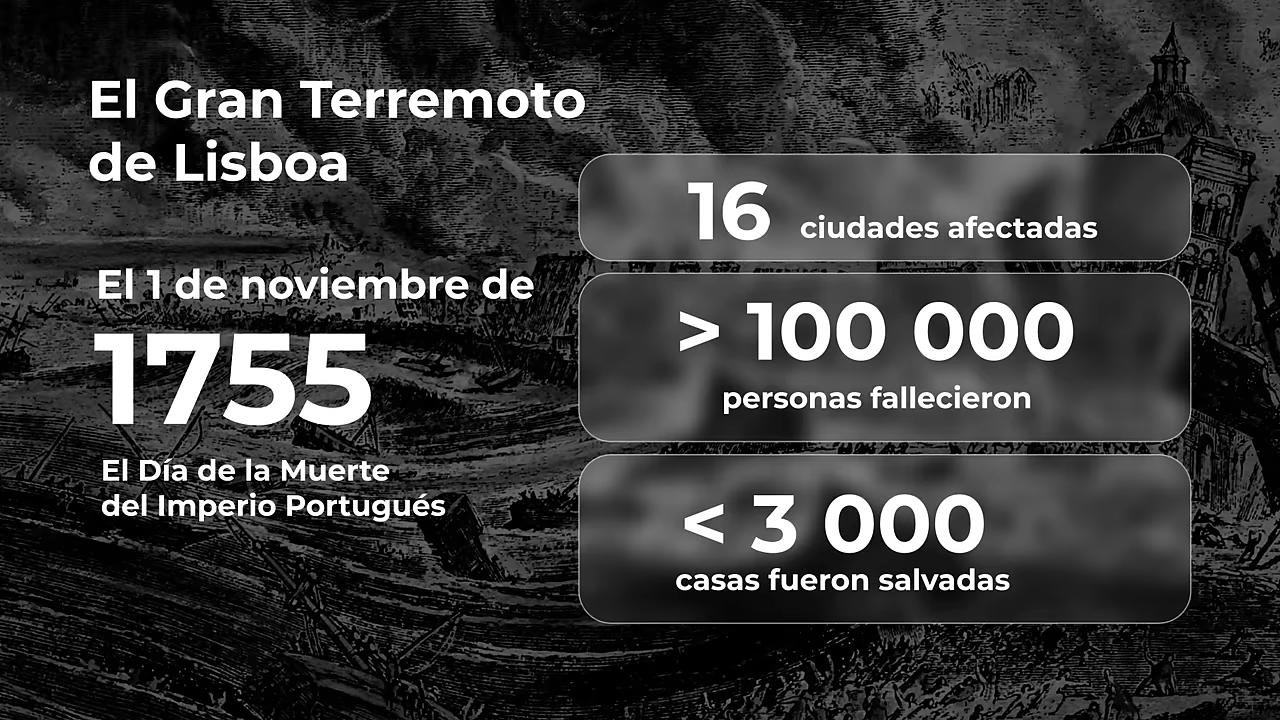 El Gran Terremoto
de Lisboa
El 1 de noviembre de
1755
El Día de la Muerte
del Imperio Portugués
16 ciudades afectadas
> 100 000
personas fallecieron
< 3 000
casas fueron salvadas